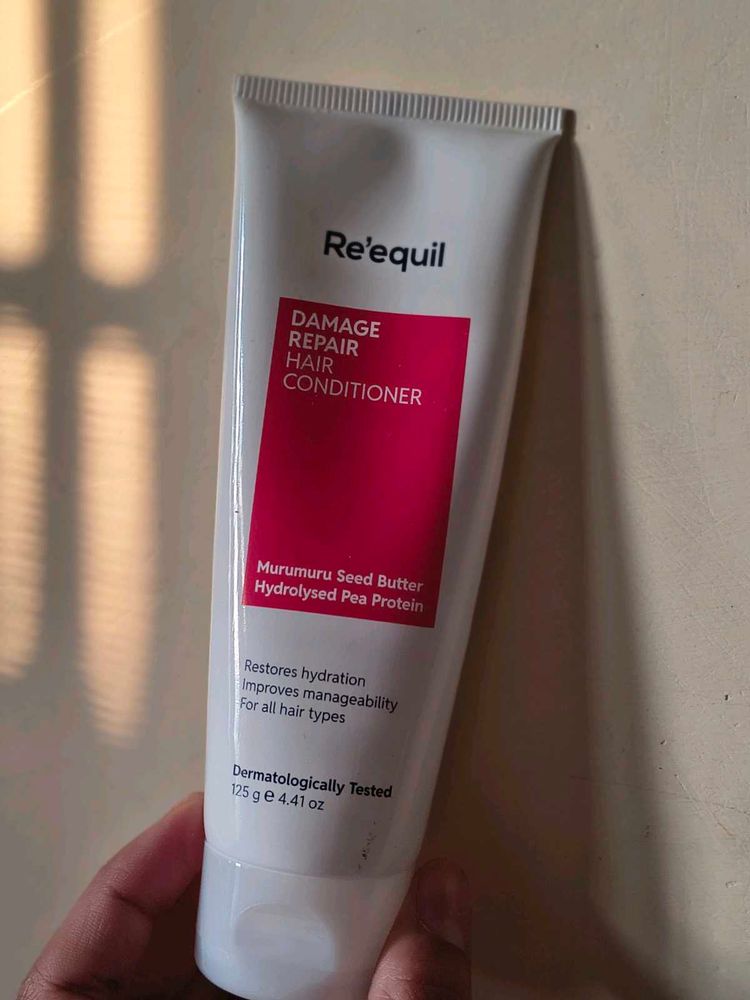 Re'equil
DAMAGE
REPAIR
HAIR
CONDITIONER
Murumuru Seed Butter
Hydrolysed Pea Protein
Restores hydration
Improves manageability
For all hair types
Dermatologically Tested
125 g ℮ 4.41 oz